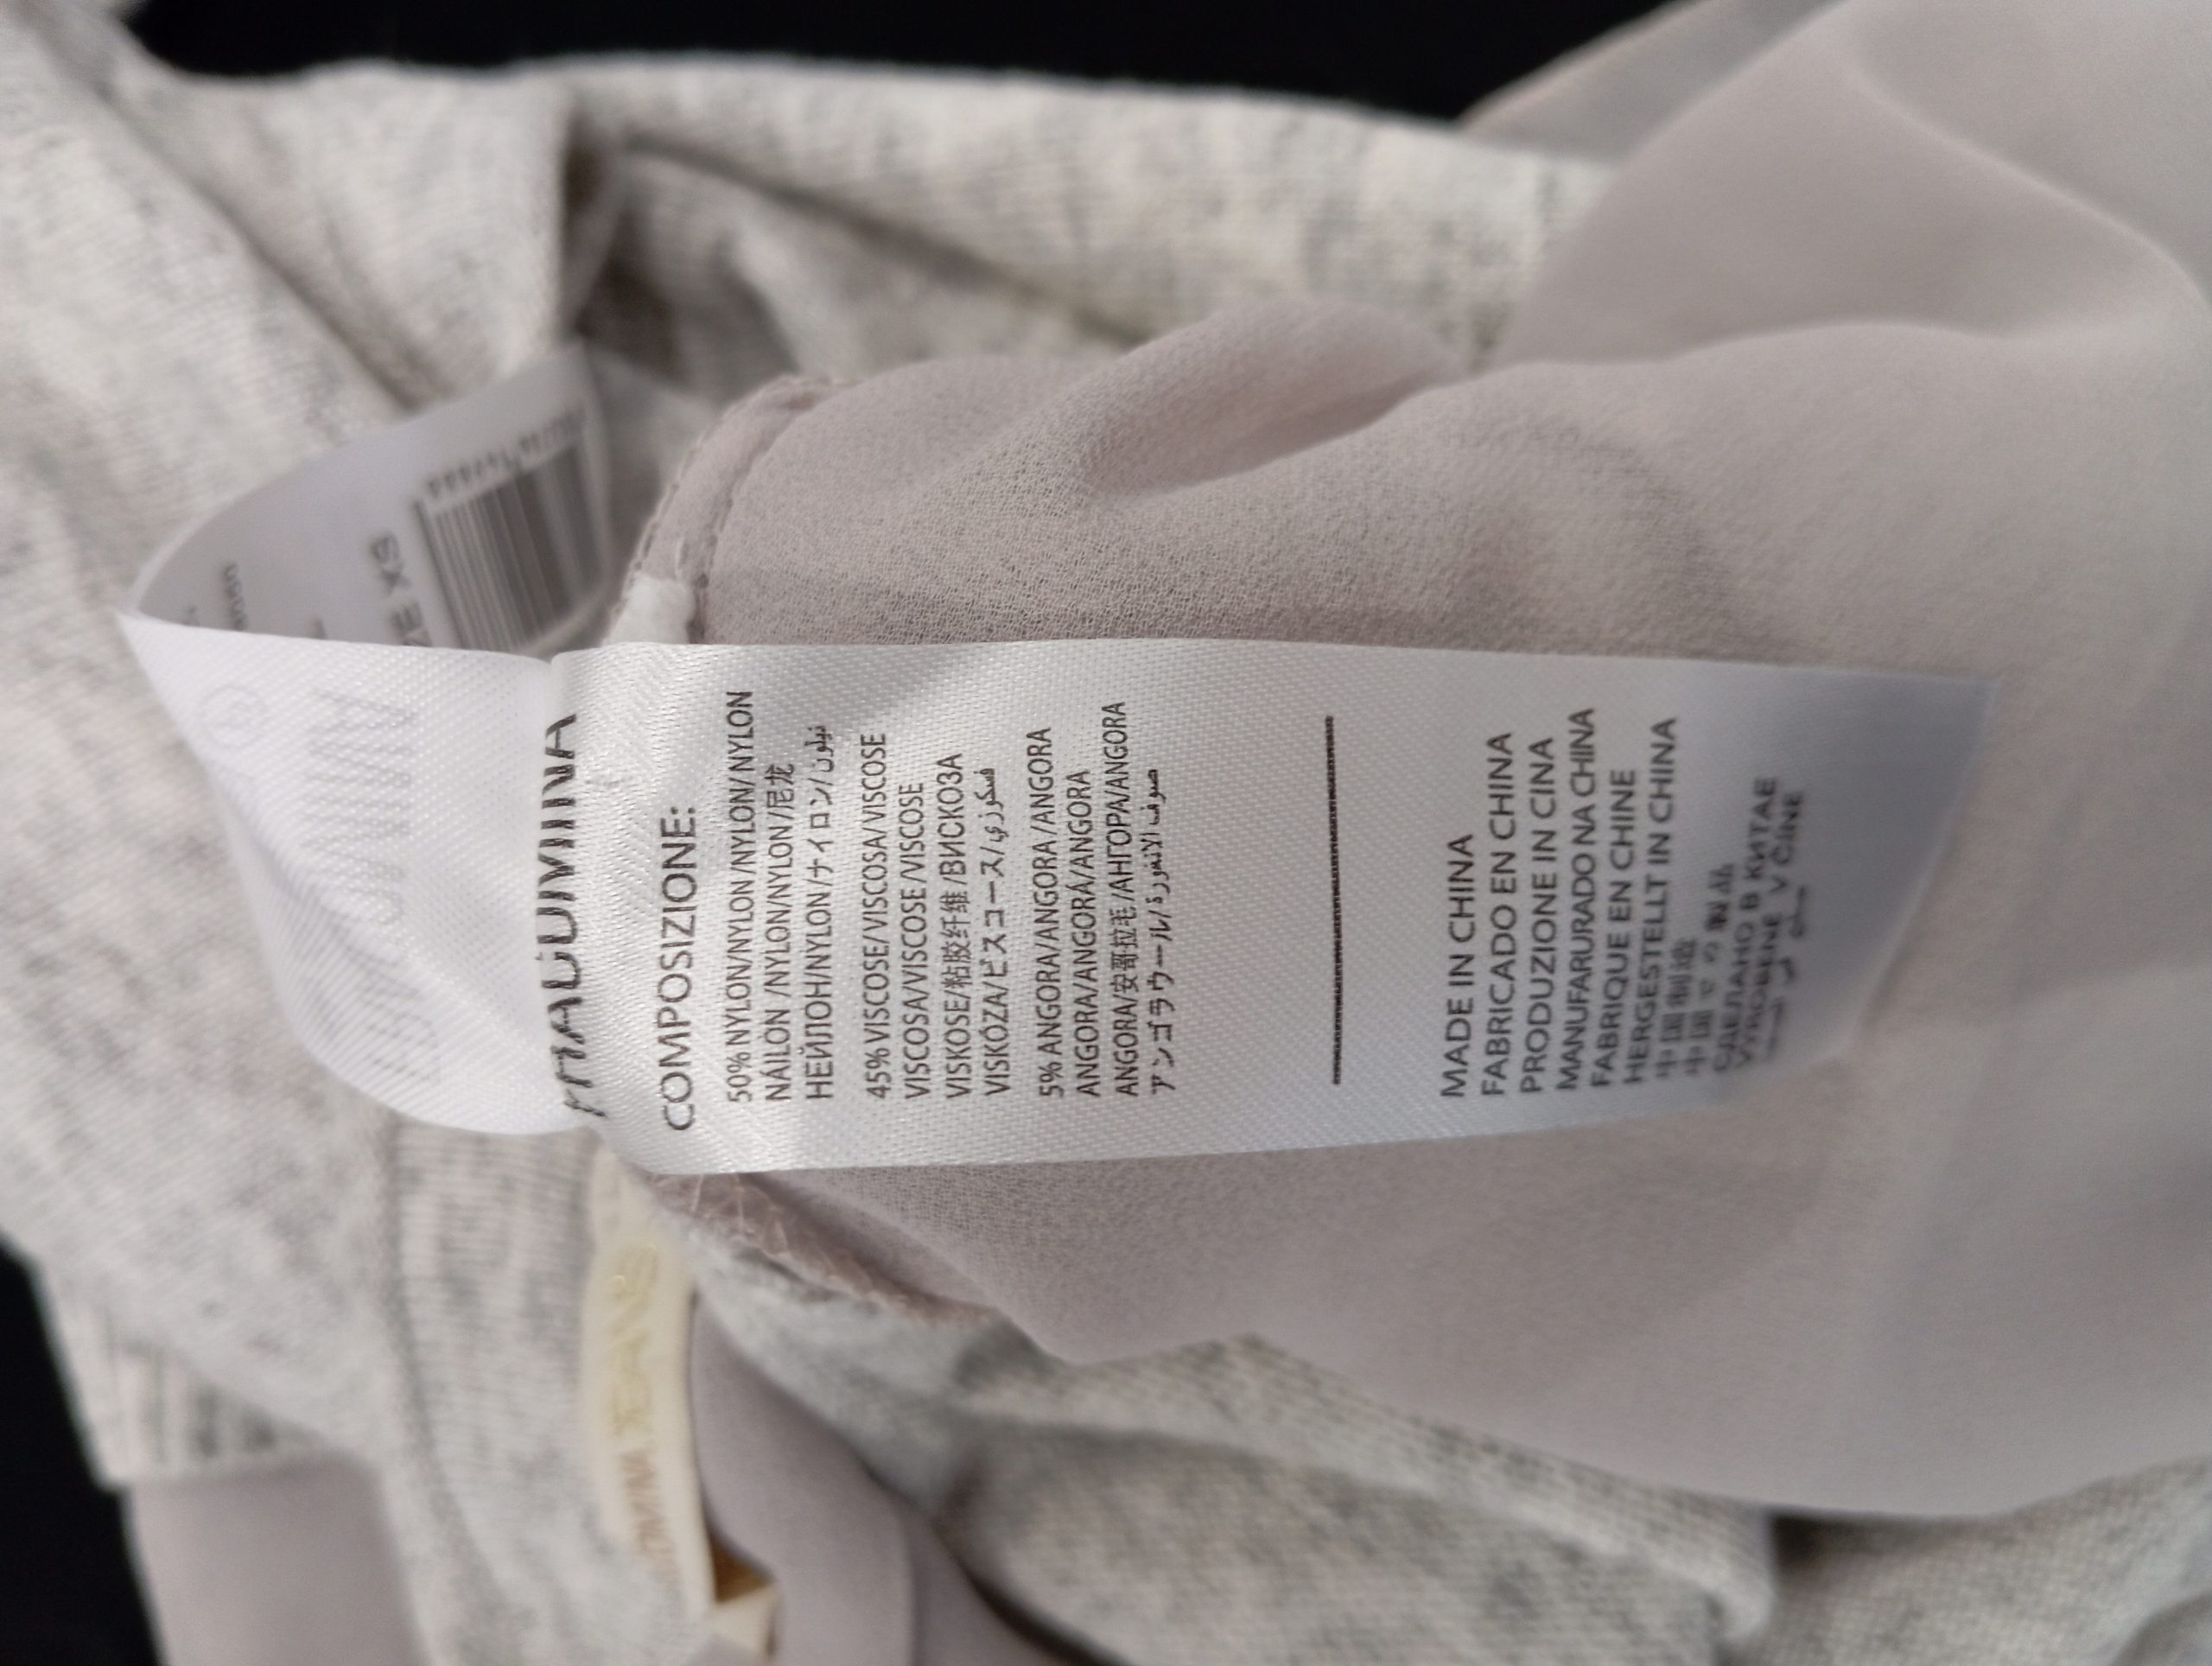 COMPOSIZIONE:
50% NYLON/NYLON/NYLON/NYLON
NÁILON /NYLON/NYLON/尼龙
НЕЙЛОН/NYLON/ナイロン/نيلون
45% VISCOSE/VISCOSA/VISCOSE
VISCOSA/VISCOSE /VISCOSE
VISKOSE/粘胶纤维 /ВИСКОЗА
VISKÓZA/ビスコース/فسكوزي
5% ANGORA/ANGORA /ANGORA
ANGORA/ANGORÁ/ANGORA
ANGORA/安哥拉毛 /АНГОРА/ANGORA
アンゴラウール/صوف الانغورة
MADE IN CHINA
FABRICADO EN CHINA
PRODUZIONE IN CINA
MANUFARURADO NA CHINA
FABRIQUE EN CHINE
HERGESTELLT IN CHINA
中国制造
中国での製品
СДЕЛАНО В КИТАЕ
VYROBENE V ČÍNE
JEANS